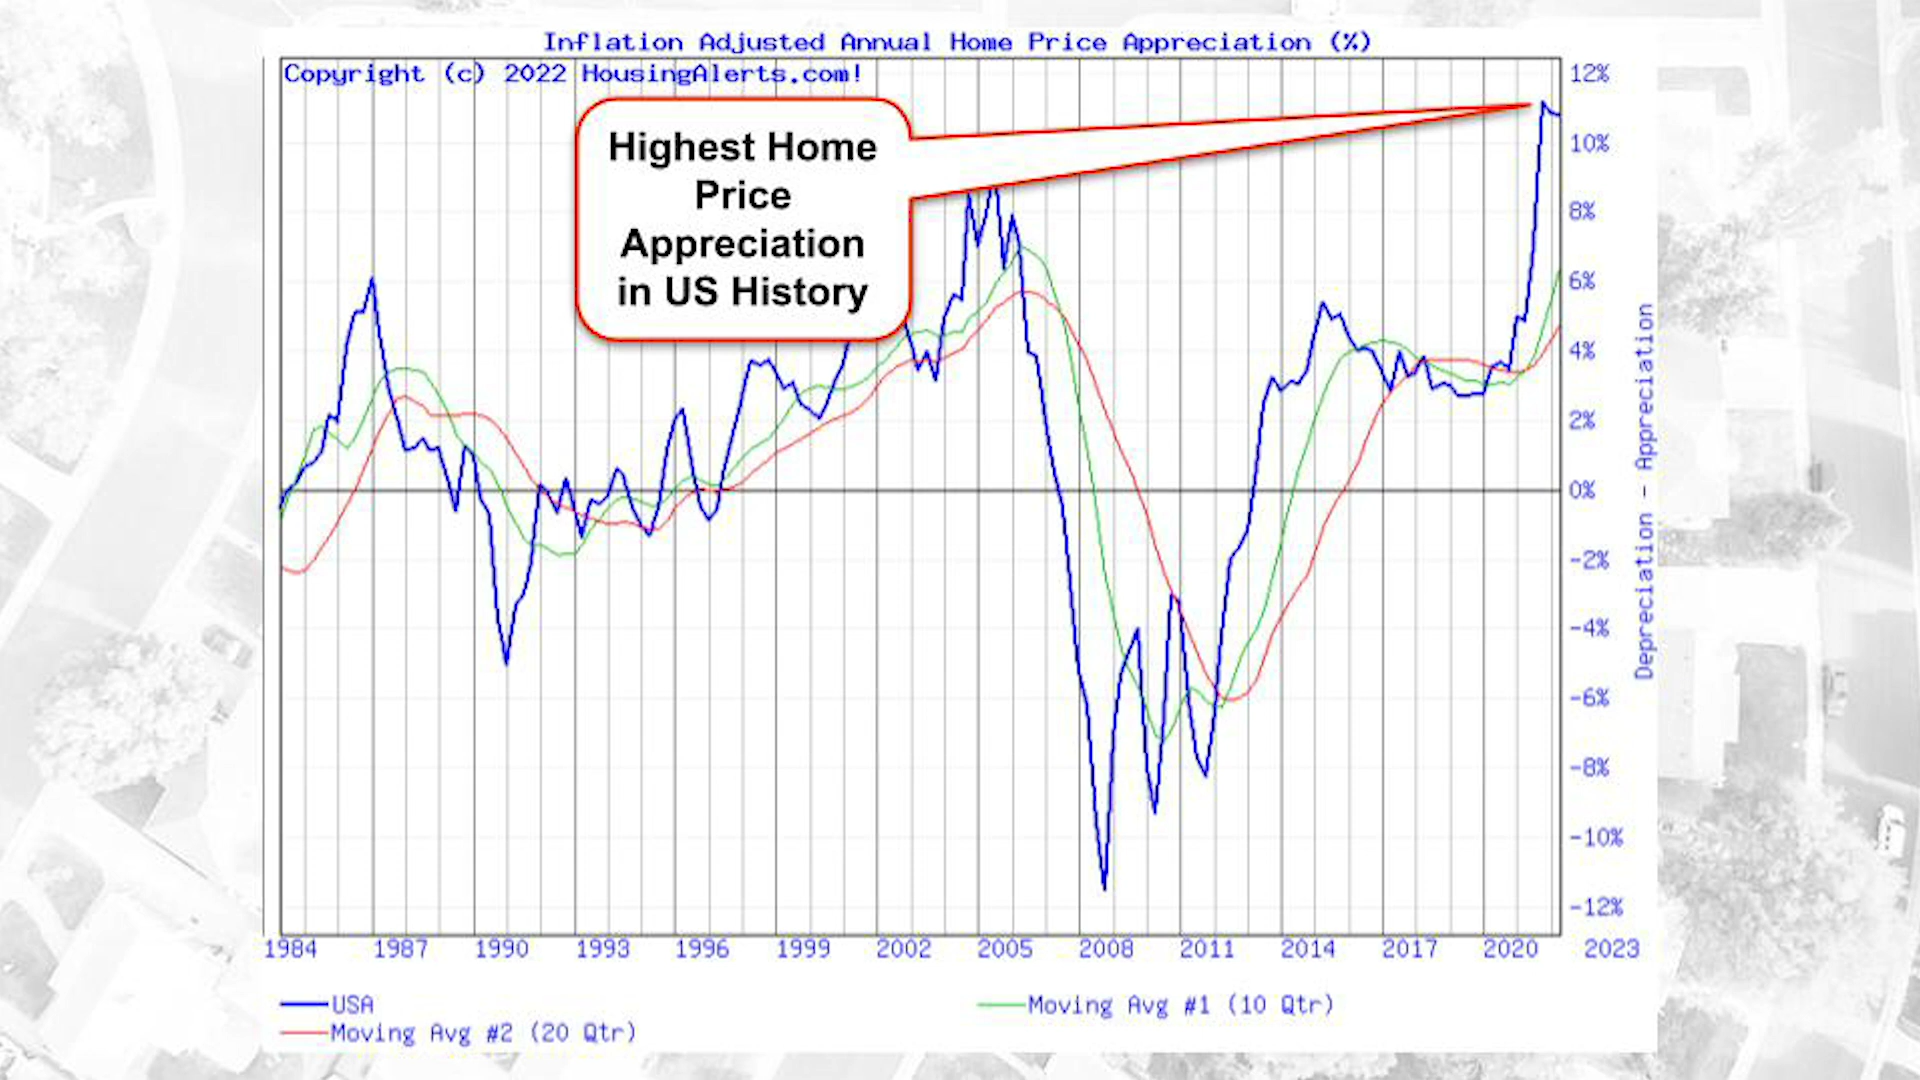 Inflation Adjusted Annual Home Price Appreciation (%)
Copyright (c) 2022 HousingAlerts.com!
Highest Home
Price
Appreciation
in US History
12%
10%
8%
6%
4%
2%
0%
-2%
-4%
-6%
-8%
-10%
-12%
Depreciation - Appreciation
1984 1987 1990 1993 1996 1999 2002 2005 2008 2011 2014 2017 2020 2023
USA
Moving Avg #1 (10 Qtr)
Moving Avg #2 (20 Qtr)